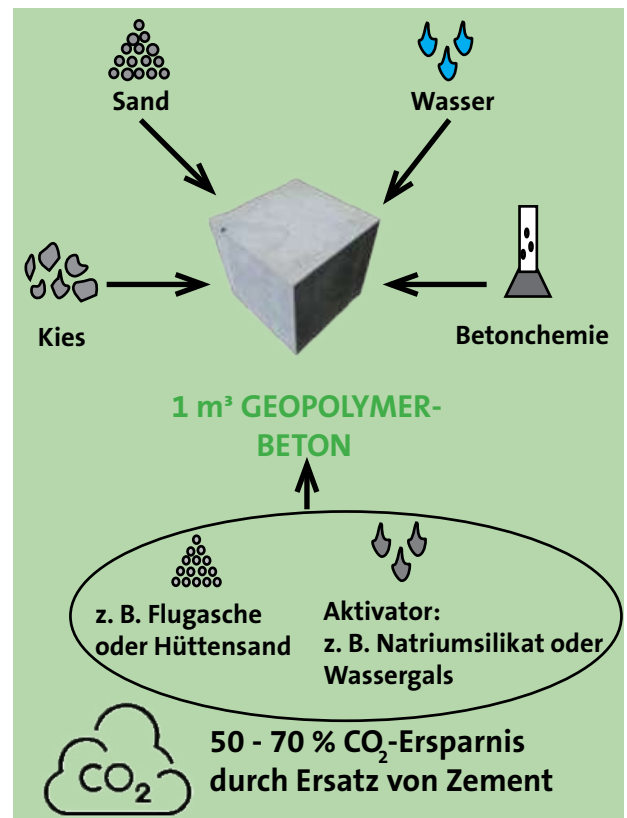 Sand
Wasser
Kies
Betonchemie
1 m³ GEOPOLYMER-
BETON
z. B. Flugasche
oder Hüttensand
Aktivator:
z. B. Natriumsilikat oder
Wassergals
CO₂
50 - 70 % CO₂-Ersparnis
durch Ersatz von Zement